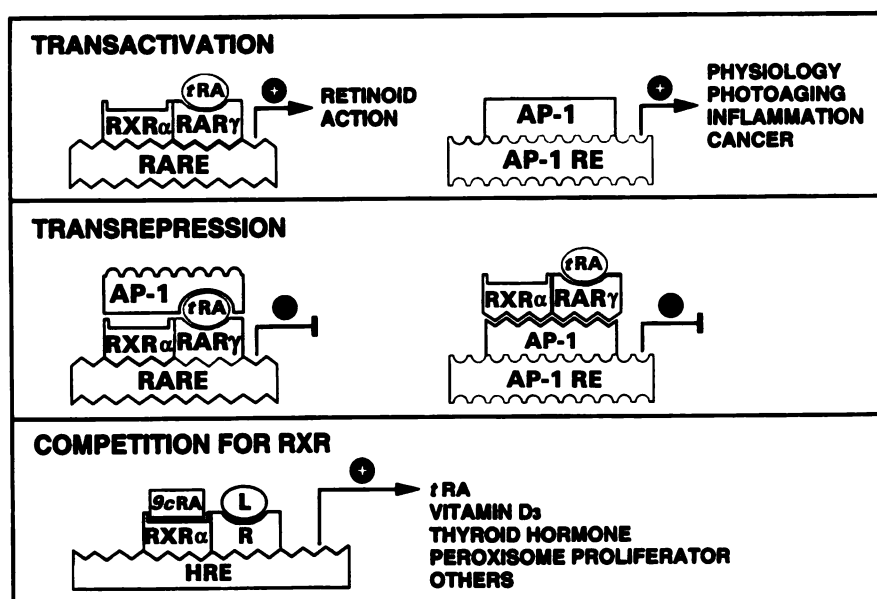 TRANSACTIVATION
tRA
RXRα RARγ
RARE
+
RETINOID
ACTION
AP-1
AP-1 RE
+
PHYSIOLOGY
PHOTOAGING
INFLAMMATION
CANCER
TRANSREPRESSION
AP-1
tRA
RXRα RARγ
RARE
tRA
RXRα RARγ
AP-1
AP-1 RE
COMPETITION FOR RXR
9cRA L
RXRα R
HRE
+
tRA
VITAMIN D3
THYROID HORMONE
PEROXISOME PROLIFERATOR
OTHERS